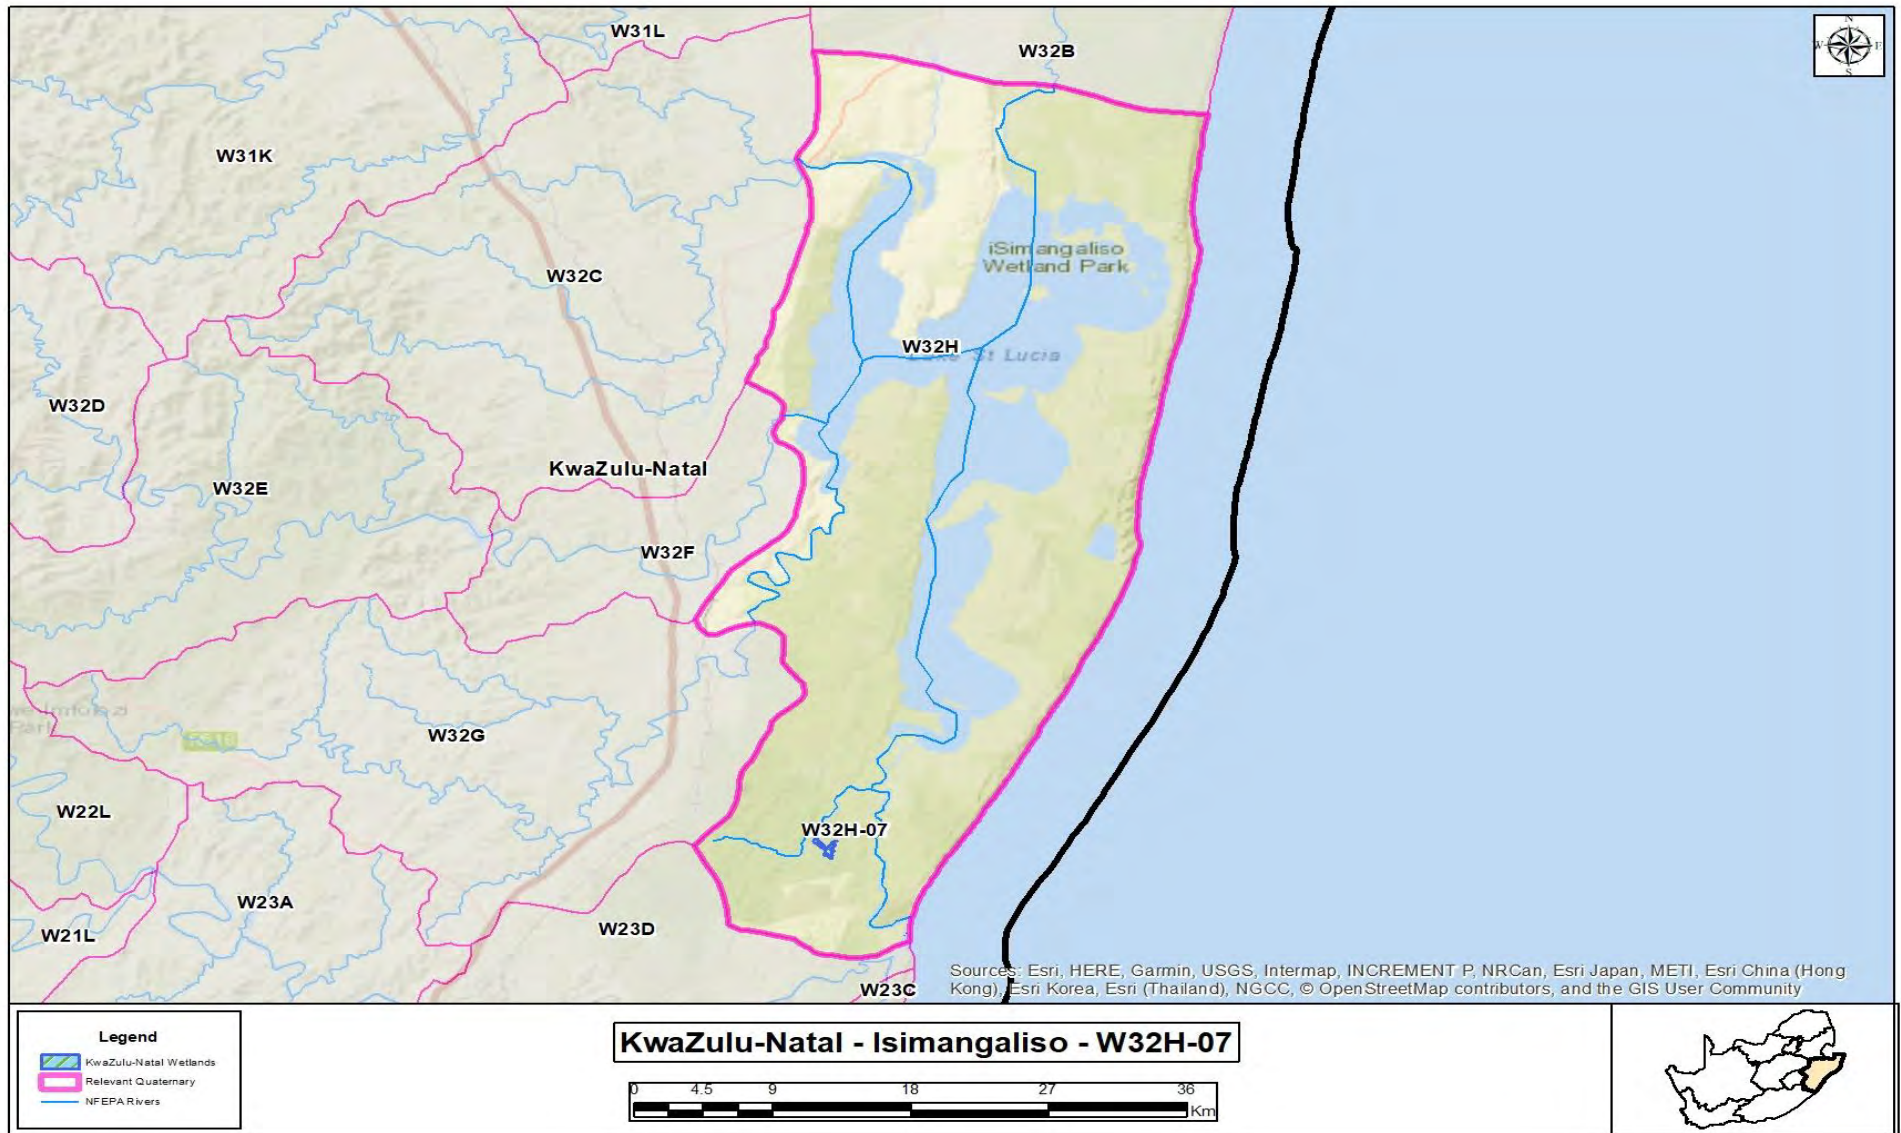 W31L
W32B
N
W E
S
W31K
W32C
iSimangaliso
Wetland Park
W32H
Lake St Lucia
W32D
KwaZulu-Natal
W32E
W32F
W32G
W22L
W32H-07
W23A
W21L
W23D
W23C
Sources: Esri, HERE, Garmin, USGS, Intermap, INCREMENT P, NRCan, Esri Japan, METI, Esri China (Hong
Kong), Esri Korea, Esri (Thailand), NGCC, © OpenStreetMap contributors, and the GIS User Community
Legend
KwaZulu-Natal Wetlands
Relevant Quaternary
NFEPA Rivers
KwaZulu-Natal - Isimangaliso - W32H-07
0 4.5 9 18 27 36
Km